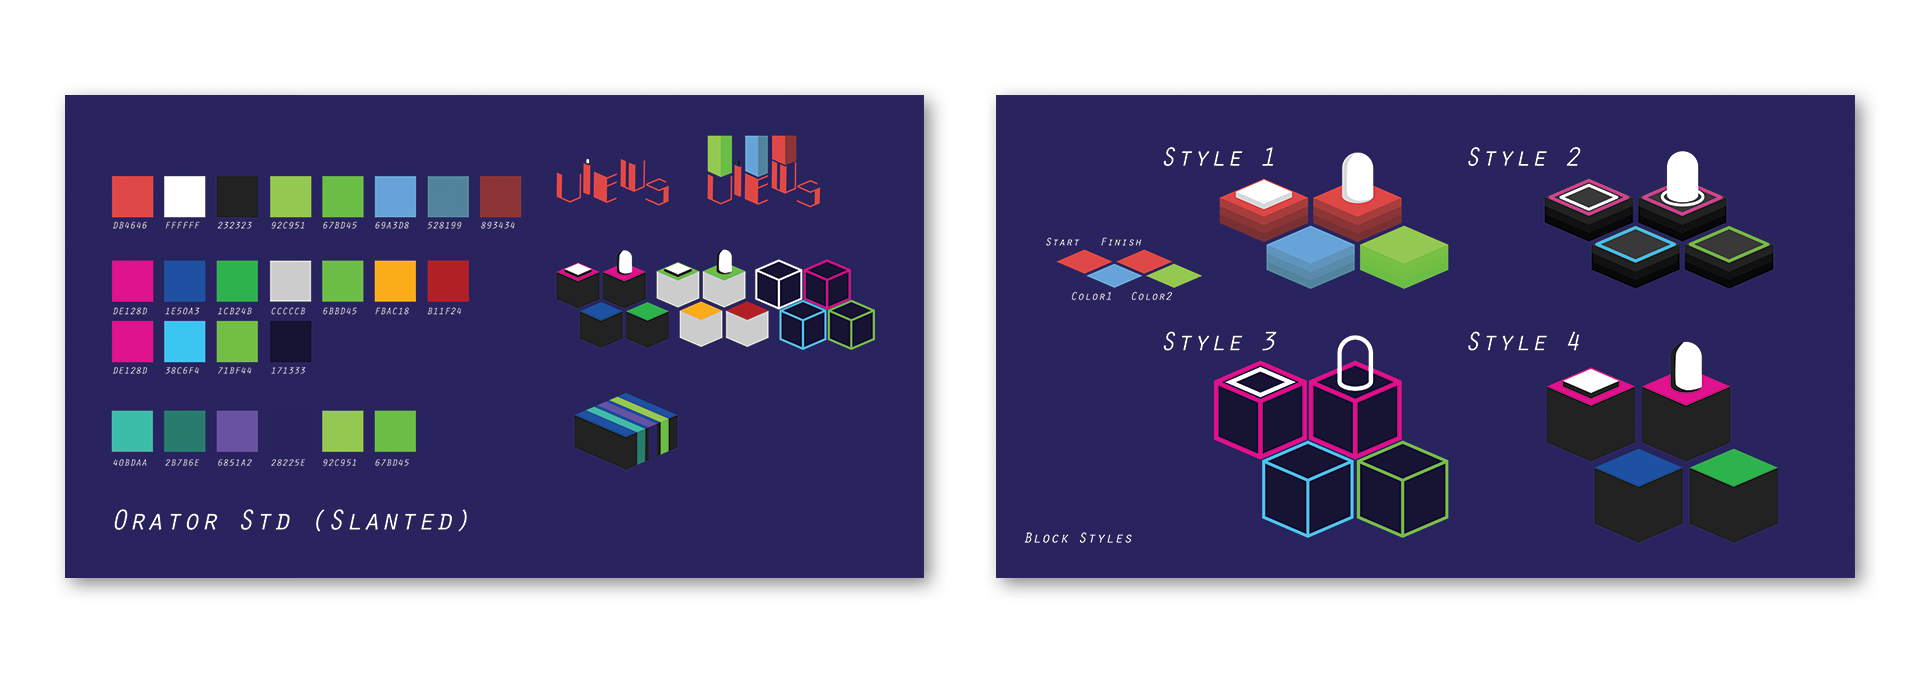 DB4646 FFFFFF 232323 92C951 67BD45 69A3D8 528199 893434
DE128D 1E50A3 1CB24B CCCCCB 6BBD45 FBAC18 B11F24
DE128D 38C6F4 71BF44 171333
40BDAA 2B7B6E 6851A2 28225E 92C951 67BD45
Orator Std (Slanted)
Style 1
Style 2
Start Finish
Color1 Color2
Style 3
Style 4
Block Styles